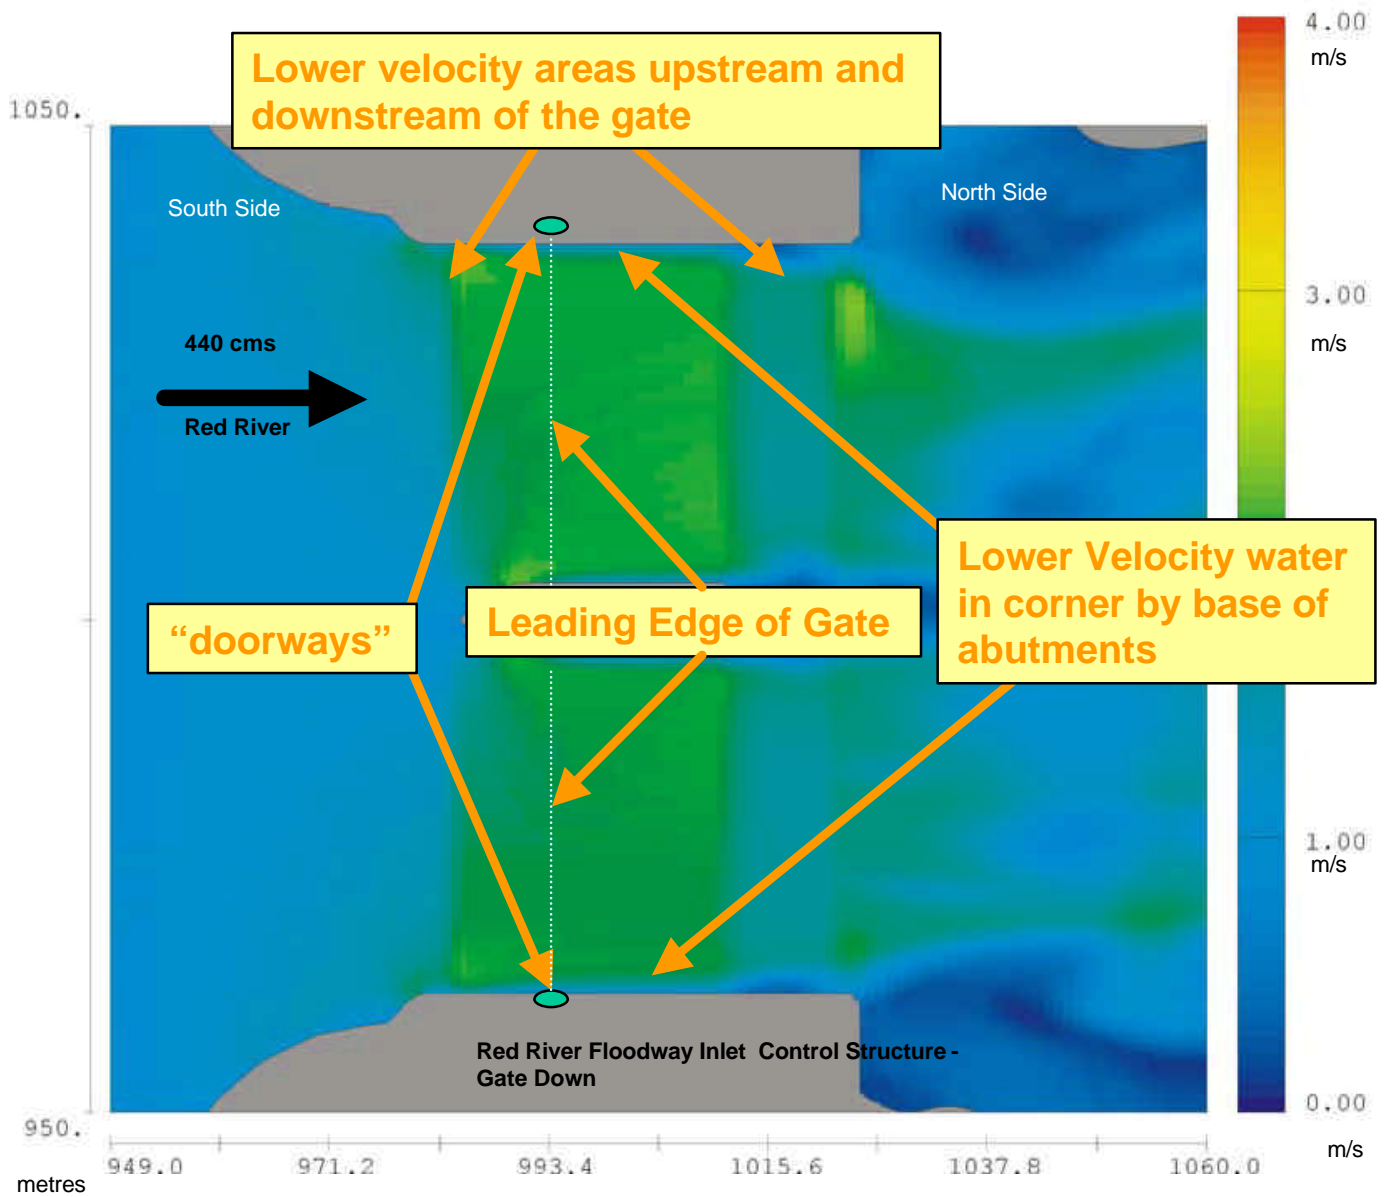 4.00
m/s
Lower velocity areas upstream and
downstream of the gate
1050.
South Side
North Side
3.00
m/s
440 cms
Red River
Lower Velocity water
in corner by base of
abutments
“doorways”
Leading Edge of Gate
1.00
m/s
Red River Floodway Inlet Control Structure -
Gate Down
0.00
m/s
950.
949.0 971.2 993.4 1015.6 1037.8 1060.0
metres